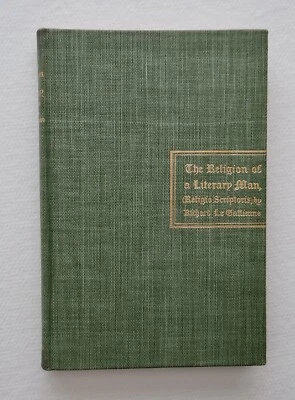 The Religion of
a Literary Man,
(Religio Scriptoris) by
Richard Le Gallienne